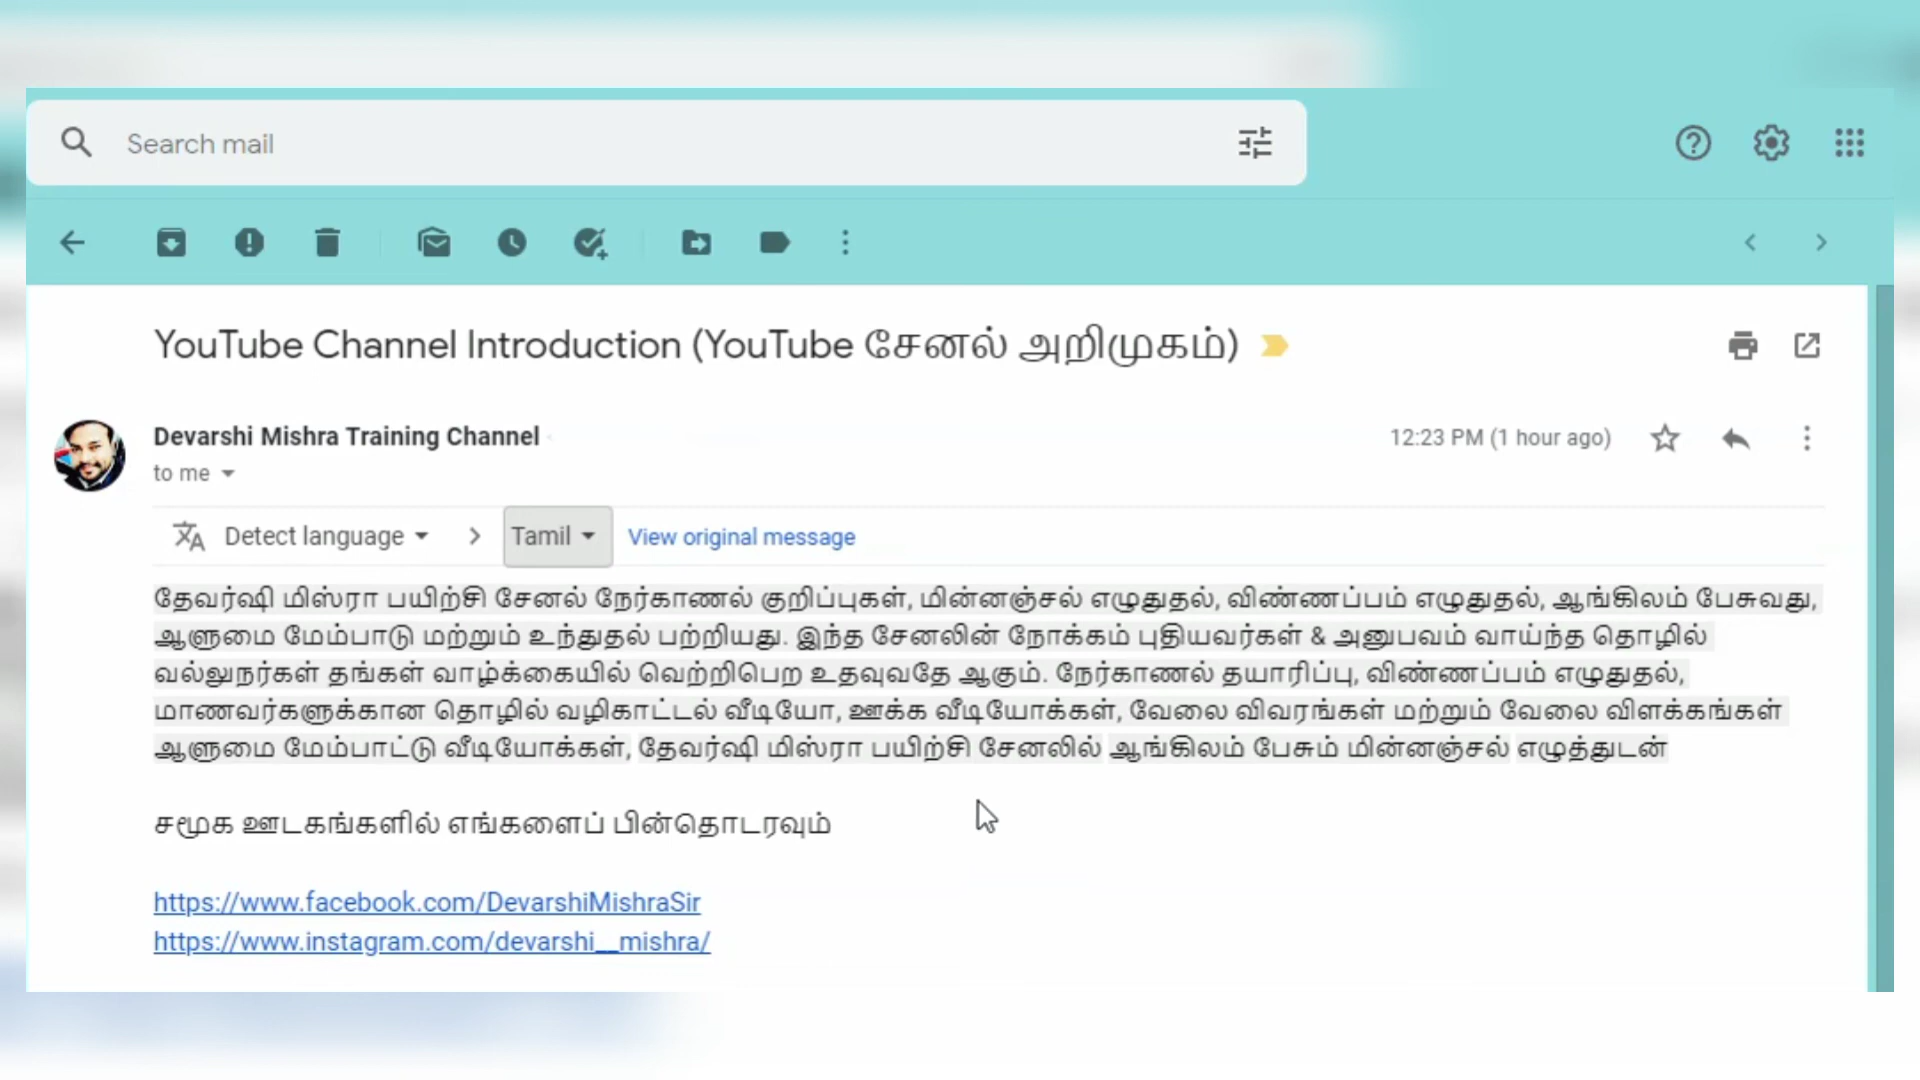 Search mail
YouTube Channel Introduction (YouTube சேனல் அறிமுகம்)
Devarshi Mishra Training Channel
12:23 PM (1 hour ago)
to me
Detect language > Tamil View original message
தேவர்ஷி மிஸ்ரா பயிற்சி சேனல் நேர்காணல் குறிப்புகள், மின்னஞ்சல் எழுதுதல், விண்ணப்பம் எழுதுதல், ஆங்கிலம் பேசுவது,
ஆளுமை மேம்பாடு மற்றும் உந்துதல் பற்றியது. இந்த சேனலின் நோக்கம் புதியவர்கள் & அனுபவம் வாய்ந்த தொழில்
வல்லுநர்கள் தங்கள் வாழ்க்கையில் வெற்றிபெற உதவுவதே ஆகும். நேர்காணல் தயாரிப்பு, விண்ணப்பம் எழுதுதல்,
மாணவர்களுக்கான தொழில் வழிகாட்டல் வீடியோ, ஊக்க வீடியோக்கள், வேலை விவரங்கள் மற்றும் வேலை விளக்கங்கள்
ஆளுமை மேம்பாட்டு வீடியோக்கள், தேவர்ஷி மிஸ்ரா பயிற்சி சேனலில் ஆங்கிலம் பேசும் மின்னஞ்சல் எழுத்துடன்
சமூக ஊடகங்களில் எங்களைப் பின்தொடரவும்
https://www.facebook.com/DevarshiMishraSir
https://www.instagram.com/devarshi__mishra/